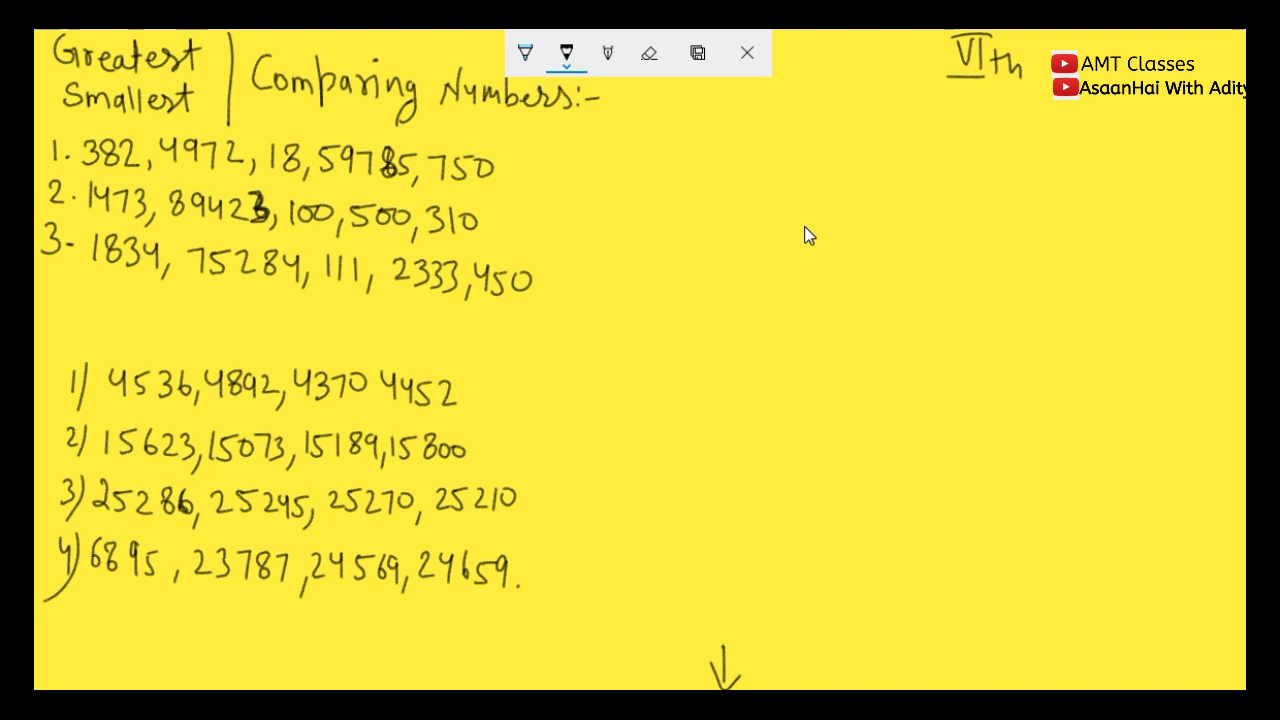 Greatest
Smallest
Comparing Numbers:-
VIth
AMT Classes
AsaanHai With Adity
1. 382, 4972, 18, 59785, 750
2. 1473, 89423, 100, 500, 310
3- 1834, 75284, 111, 2333, 450
1) 4536, 4892, 4370 4452
2) 15623, 15073, 15189, 15800
3) 25286, 25245, 25270, 25210
4) 6895, 23787, 24569, 24659.